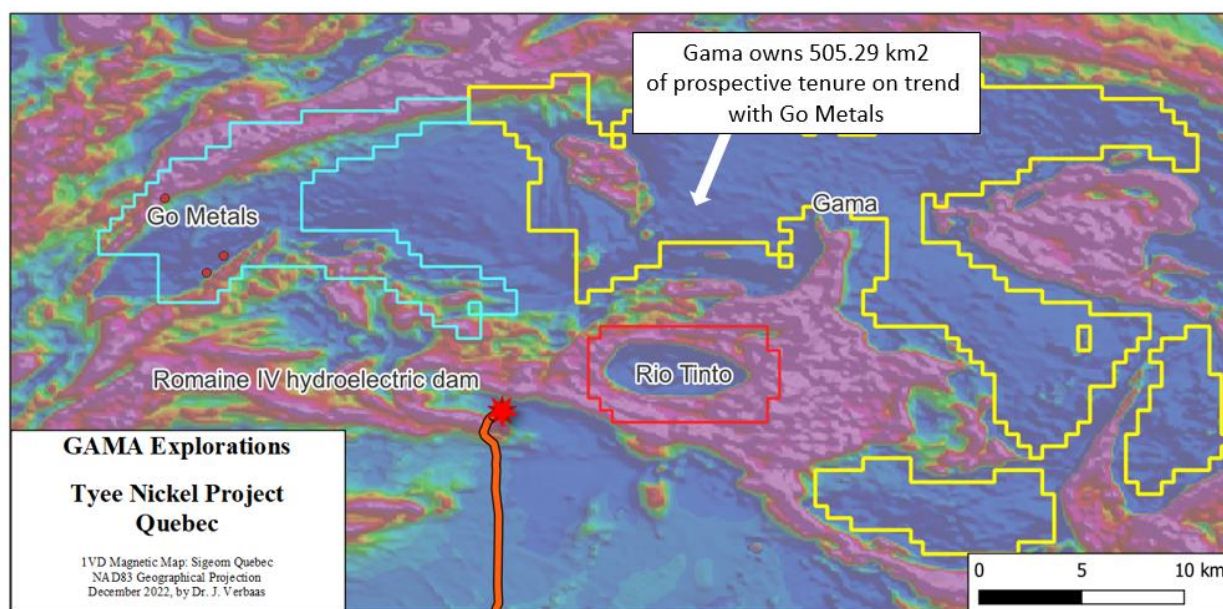 Gama owns 505.29 km2
of prospective tenure on trend
with Go Metals
Go Metals
Gama
Romaine IV hydroelectric dam
Rio Tinto
GAMA Explorations
Tyee Nickel Project
Quebec
1VD Magnetic Map: Sigeom Quebec
NAD83 Geographical Projection
December 2022, by Dr. J. Verbaas
0 5 10 km